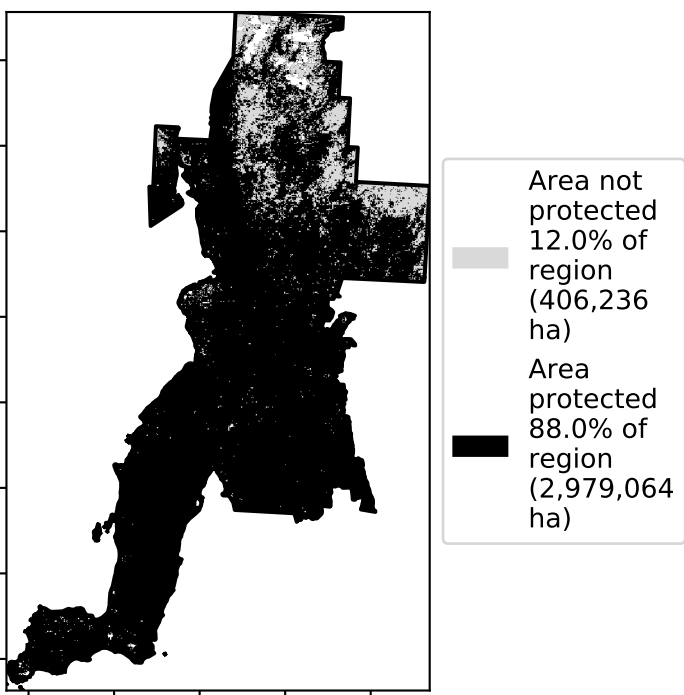 Area not
protected
12.0% of
region
(406,236
ha)
Area
protected
88.0% of
region
(2,979,064
ha)